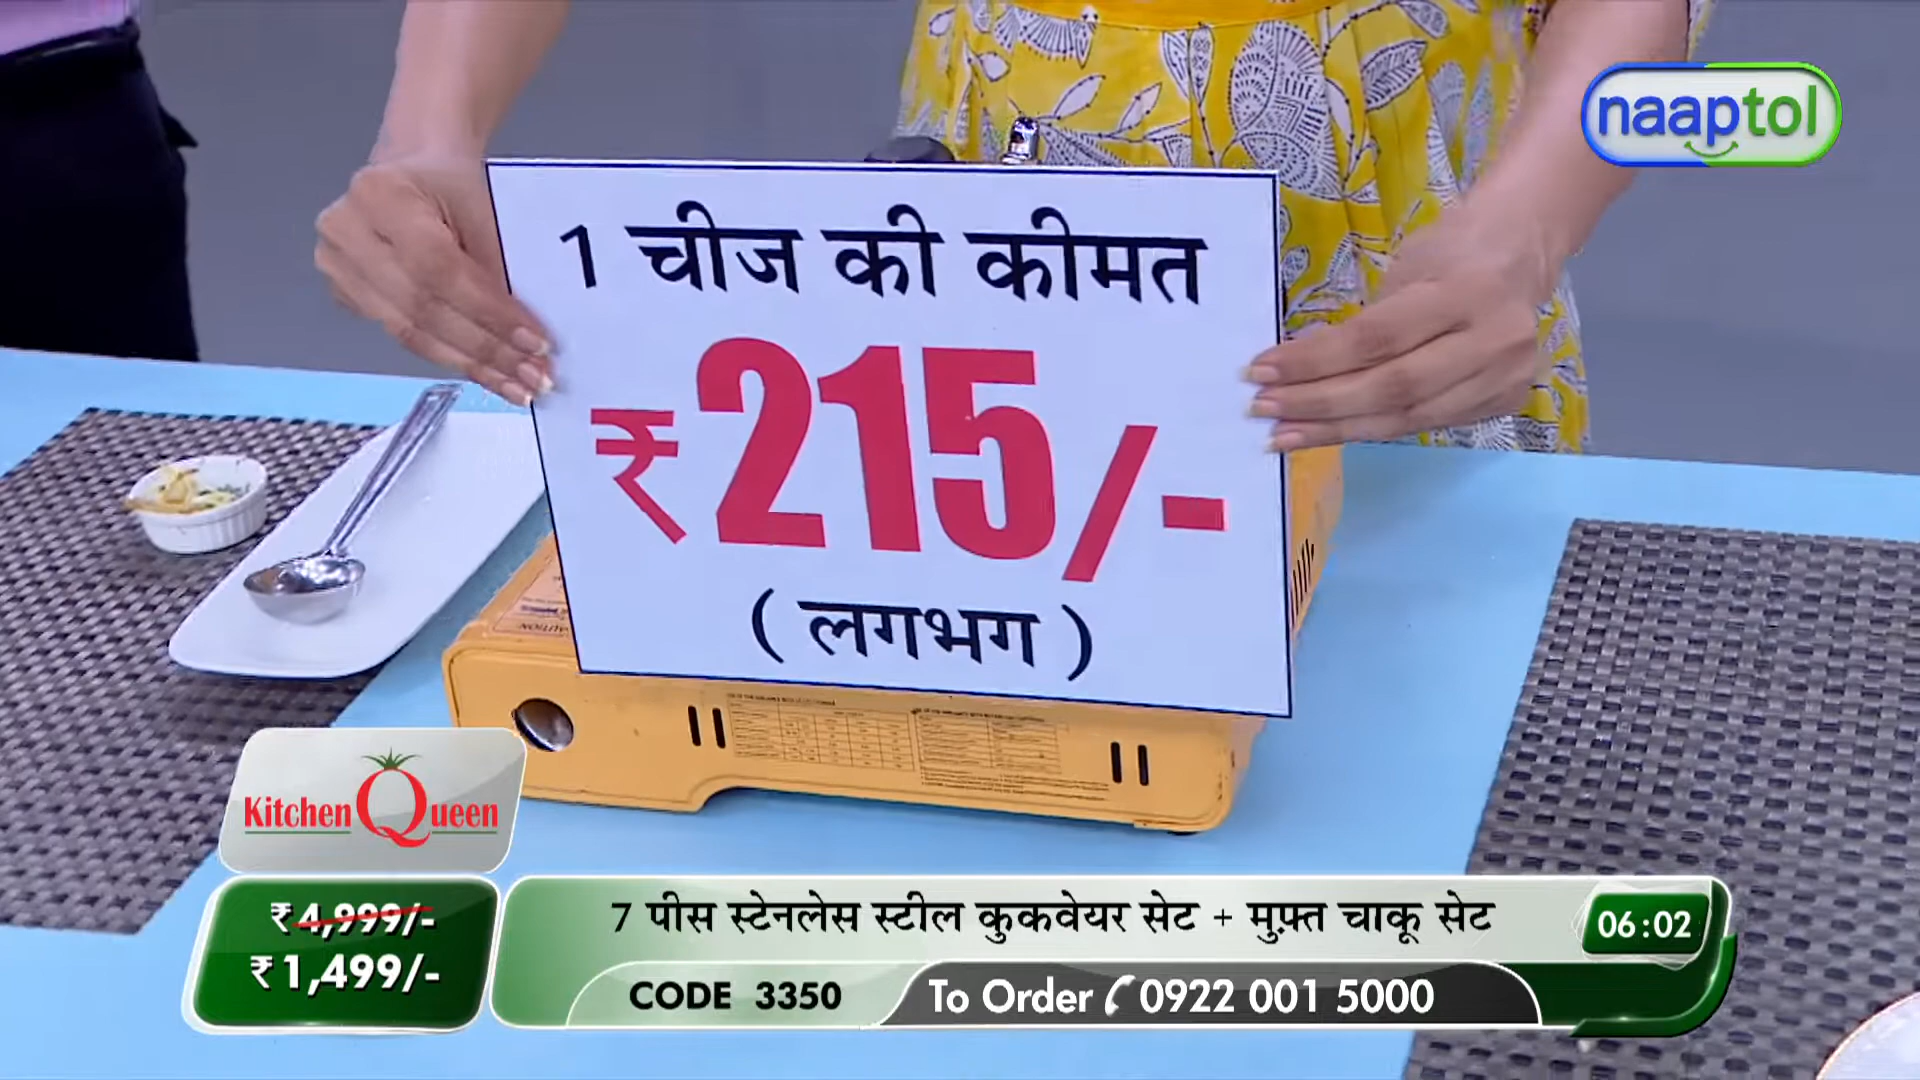 naaptol
1 चीज की कीमत
₹215/-
( लगभग )
Kitchen Queen
₹4,999/-
₹1,499/-
7 पीस स्टेनलेस स्टील कुकवेयर सेट + मुफ़्त चाकू सेट
06:02
CODE 3350
To Order 0922 001 5000